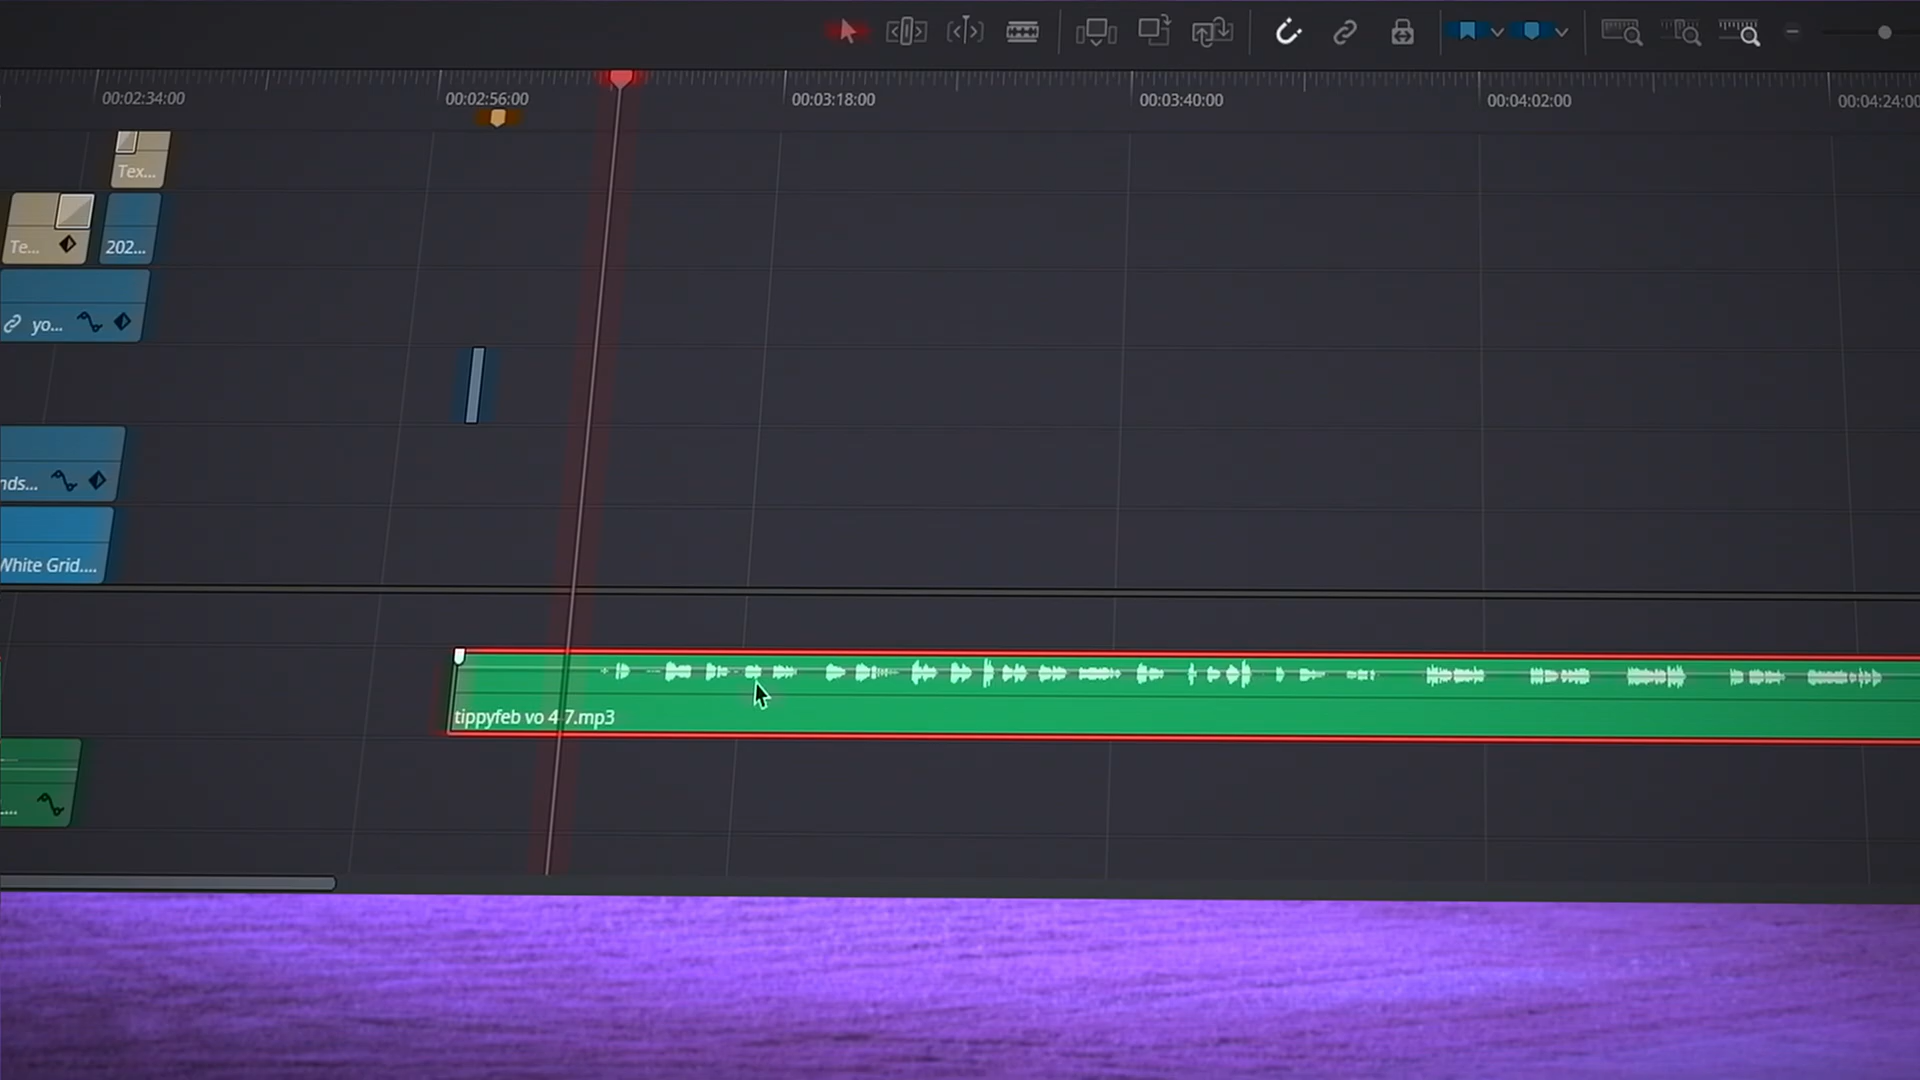 00:02:34:00
00:02:56:00
00:03:18:00
00:03:40:00
00:04:02:00
00:04:24:00
Tex...
Te...
202...
yo...
nds...
White Grid....
tippyfeb vo 4-7.mp3